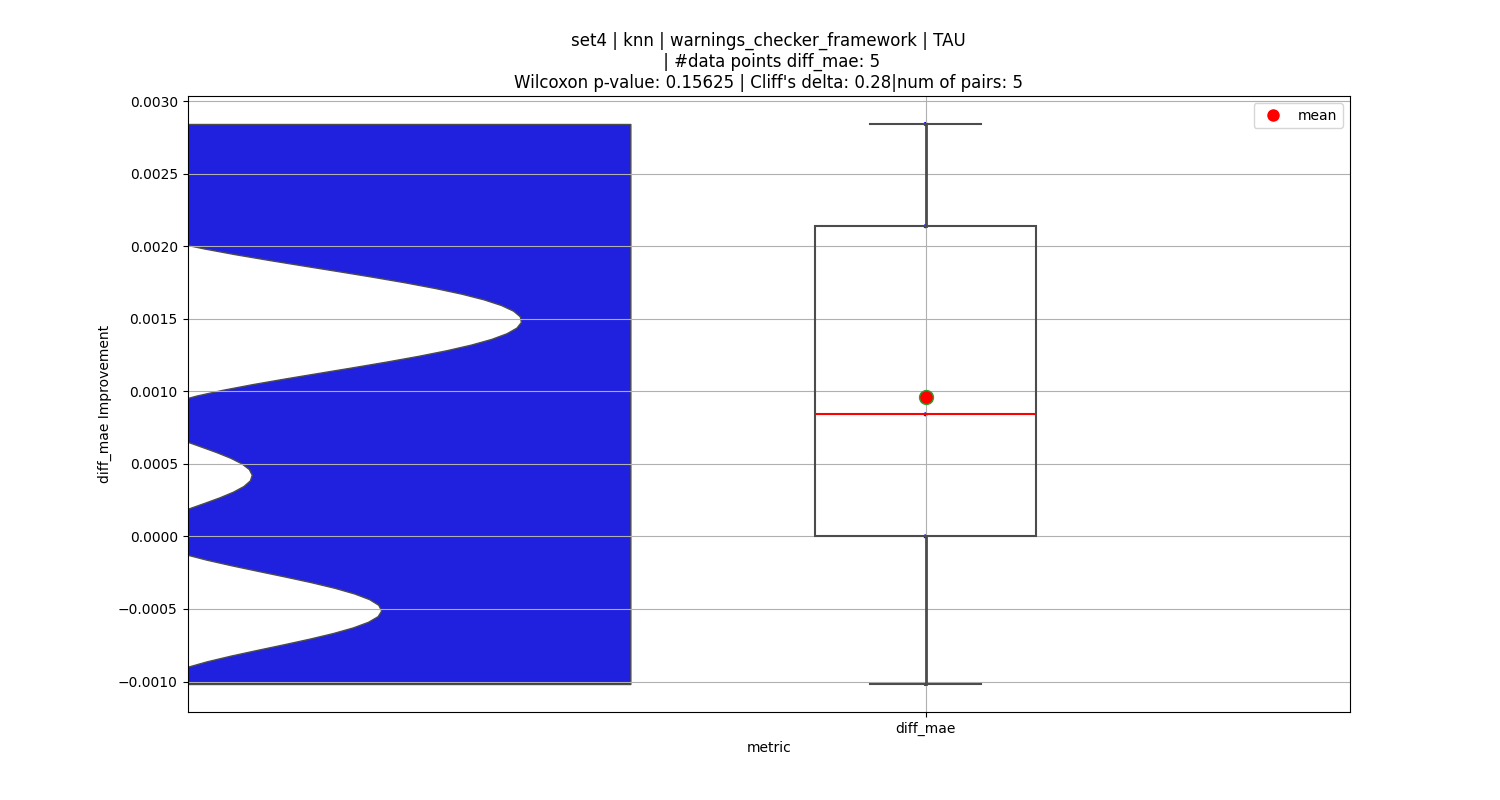 set4 | knn | warnings_checker_framework | TAU
| #data points diff_mae: 5
Wilcoxon p-value: 0.15625 | Cliff's delta: 0.28|num of pairs: 5
mean
0.0030
0.0025
0.0020
0.0015
0.0010
0.0005
0.0000
−0.0005
−0.0010
diff_mae Improvement
diff_mae
metric